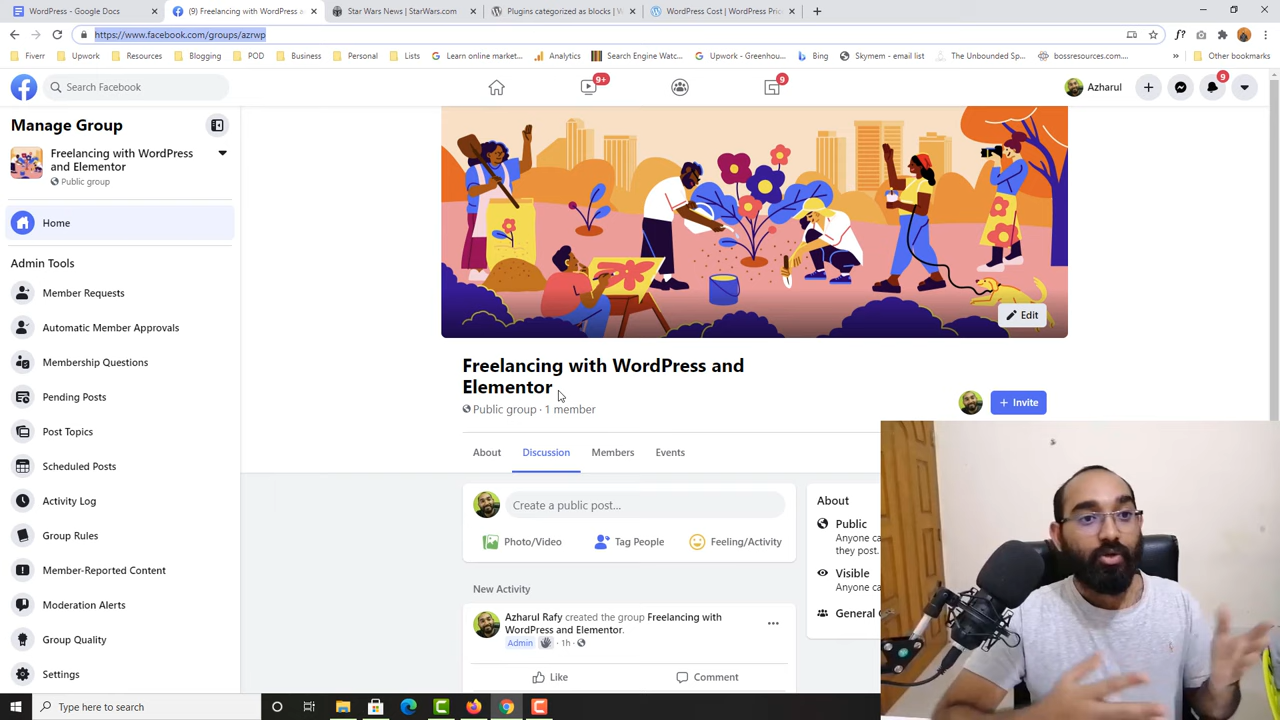 WordPress - Google Docs
(9) Freelancing with WordPress a
Star Wars News | StarWars.com
Plugins categorized as blocks | W
WordPress Cost | WordPress Pric
https://www.facebook.com/groups/azrwp
Fiverr
Upwork
Resources
Blogging
POD
Business
Personal
Lists
Learn online market...
Analytics
Search Engine Watc...
Upwork - Greenhou...
Bing
Skymem - email list
The Unbounded Sp...
bossresources.com...
Other bookmarks
Search Facebook
9+
9
Azharul
9
Manage Group
Freelancing with WordPress
and Elementor
Public group
Home
Admin Tools
Member Requests
Automatic Member Approvals
Membership Questions
Pending Posts
Post Topics
Scheduled Posts
Activity Log
Group Rules
Member-Reported Content
Moderation Alerts
Group Quality
Settings
Edit
Freelancing with WordPress and
Elementor
Public group · 1 member
+ Invite
About
Discussion
Members
Events
Create a public post...
Photo/Video
Tag People
Feeling/Activity
New Activity
Azharul Rafy created the group Freelancing with
WordPress and Elementor.
Admin
· 1h ·
Like
Comment
About
Public
Anyone ca
they post.
Visible
Anyone ca
General
Type here to search